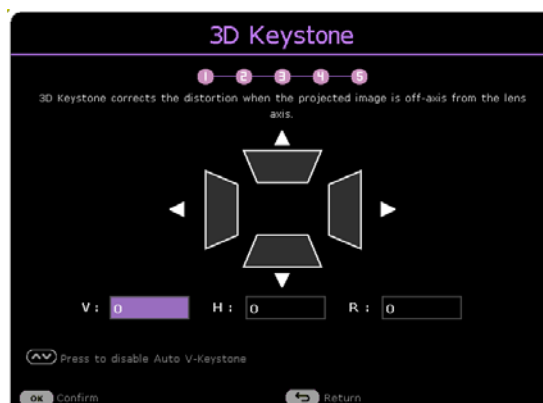 3D Keystone
1 2 3 4 5
3D Keystone corrects the distortion when the projected image is off-axis from the lens
axis.
V : 0 H : 0 R : 0
Press to disable Auto V-Keystone
OK Confirm Return